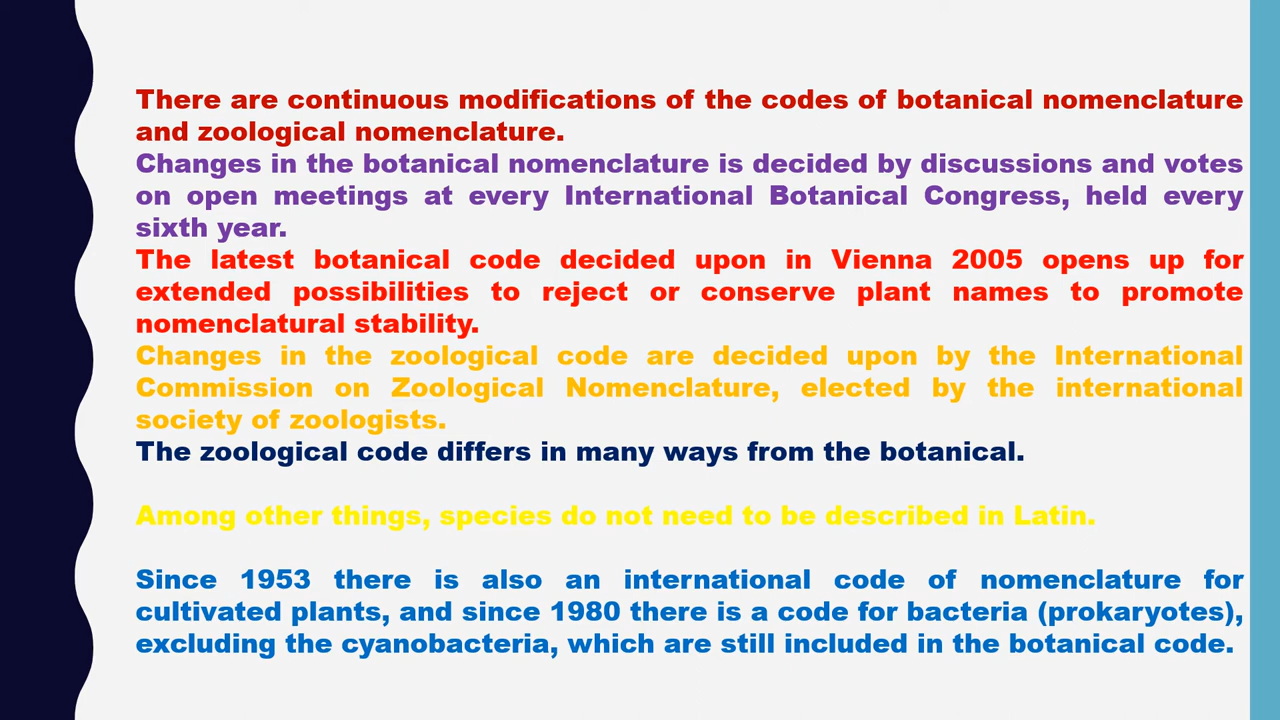 There are continuous modifications of the codes of botanical nomenclature
and zoological nomenclature.
Changes in the botanical nomenclature is decided by discussions and votes
on open meetings at every International Botanical Congress, held every
sixth year.
The latest botanical code decided upon in Vienna 2005 opens up for
extended possibilities to reject or conserve plant names to promote
nomenclatural stability.
Changes in the zoological code are decided upon by the International
Commission on Zoological Nomenclature, elected by the international
society of zoologists.
The zoological code differs in many ways from the botanical.
Among other things, species do not need to be described in Latin.
Since 1953 there is also an international code of nomenclature for
cultivated plants, and since 1980 there is a code for bacteria (prokaryotes),
excluding the cyanobacteria, which are still included in the botanical code.